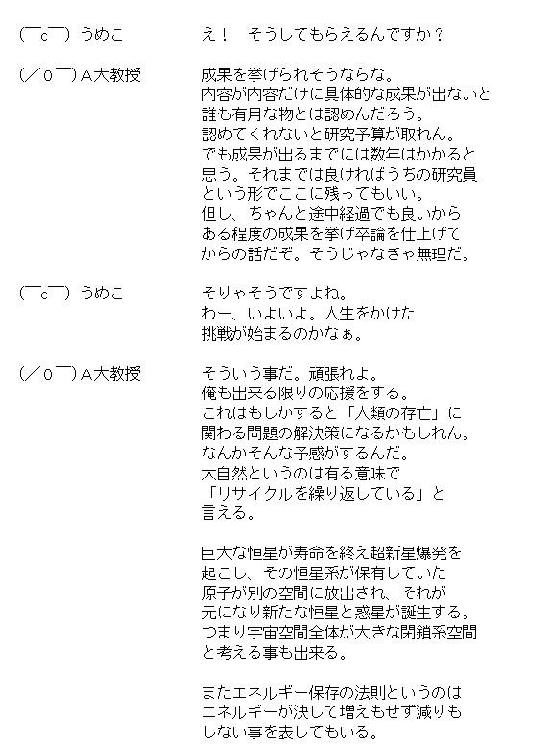 (￣c￣) うめこ え！ そうしてもらえるんですか？
(／０￣)Ａ大教授 成果を挙げられそうならな。
内容が内容だけに具体的な成果が出ないと
誰も有用な物とは認めんだろう。
認めてくれないと研究予算が取れん。
でも成果が出るまでには数年はかかると
思う。それまでは良ければうちの研究員
という形でここに残ってもいい。
但し、ちゃんと途中経過でも良いから
ある程度の成果を挙げ卒論を仕上げて
からの話だぞ。そうじゃなきゃ無理だ。
(￣c￣) うめこ そりゃそうですよね。
わー、いよいよ。人生をかけた
挑戦が始まるのかなぁ。
(／０￣)Ａ大教授 そういう事だ。頑張れよ。
俺も出来る限りの応援をする。
これはもしかすると「人類の存亡」に
関わる問題の解決策になるかもしれん。
なんかそんな予感がするんだ。
大自然というのは有る意味で
「リサイクルを繰り返している」と
言える。
巨大な恒星が寿命を終え超新星爆発を
起こし、その恒星系が保有していた
原子が別の空間に放出され、それが
元になり新たな恒星と惑星が誕生する。
つまり宇宙空間全体が大きな閉鎖系空間
と考える事も出来る。
またエネルギー保存の法則というのは
エネルギーが決して増えもせず減りも
しない事を表してもいる。